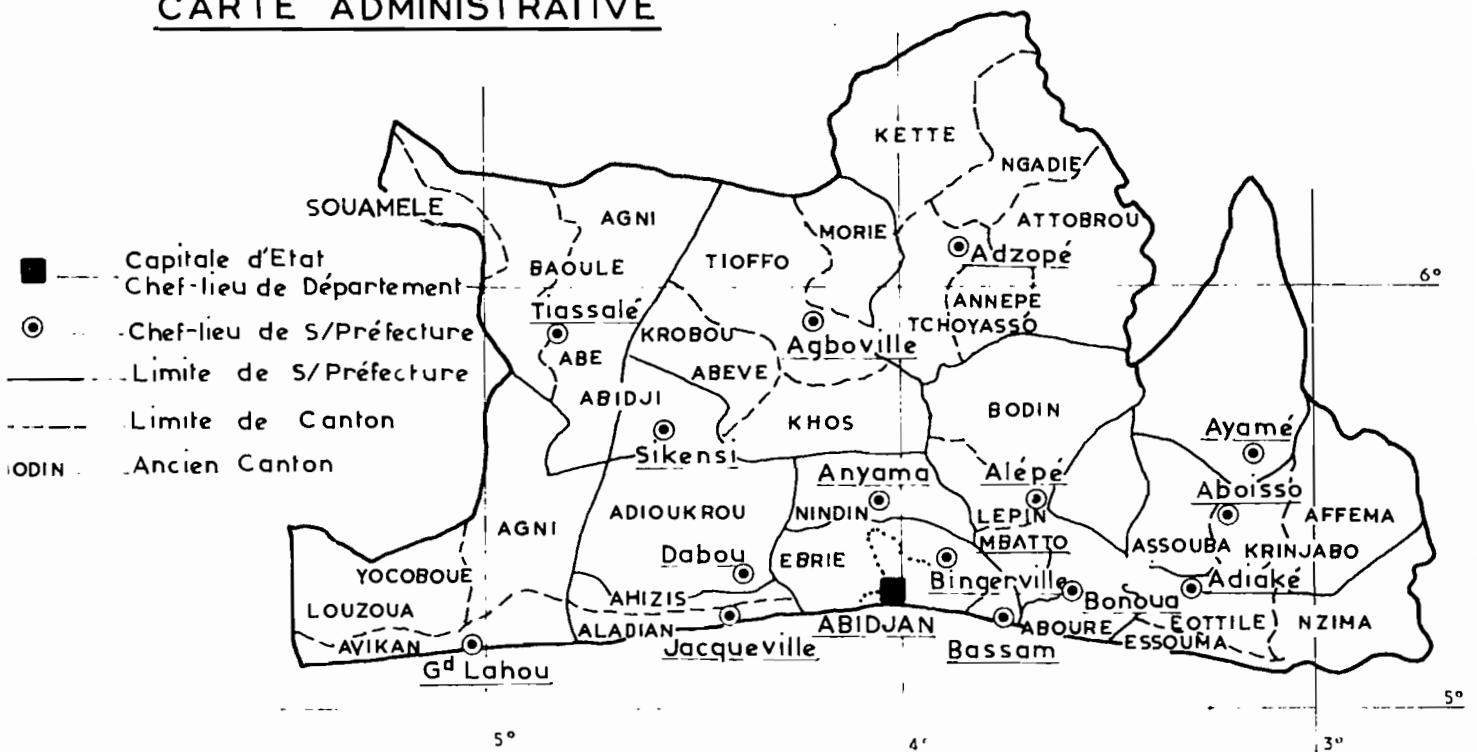 CARTE ADMINISTRATIVE
KETTE
NGADIE
SOUAMELE
AGNI
ATTOBROU
MORIE
Adzopé
Capitale d'Etat
Chef-lieu de Département
BAOULE
TIOFFO
6°
Tiassalé
ANNEPE
Chef-lieu de S/Préfecture
KROBOU
TCHOYASSO
Agboville
ABE
Limite de S/Préfecture
ABEVE
ABIDJI
BODIN
Limite de Canton
KHOS
Ayamé
Sikensi
ODIN
Ancien Canton
Anyama
Alépé
Aboisso
AGNI
ADIOUKROU
NINDIN
LEPIN
AFFEMA
MBATTO
ASSOUBA
KRINJABO
Dabou
EBRIE
YOCOBOUE
Bingerville
Adiaké
AHIZIS
Bonoua
LOUZOUA
ALADIAN
ABIDJAN
ABOURE
EOTTILE
NZIMA
AVIKAN
Jacqueville
Bassam
ESSOUMA
Gd Lahou
5°
5°
4°
3°